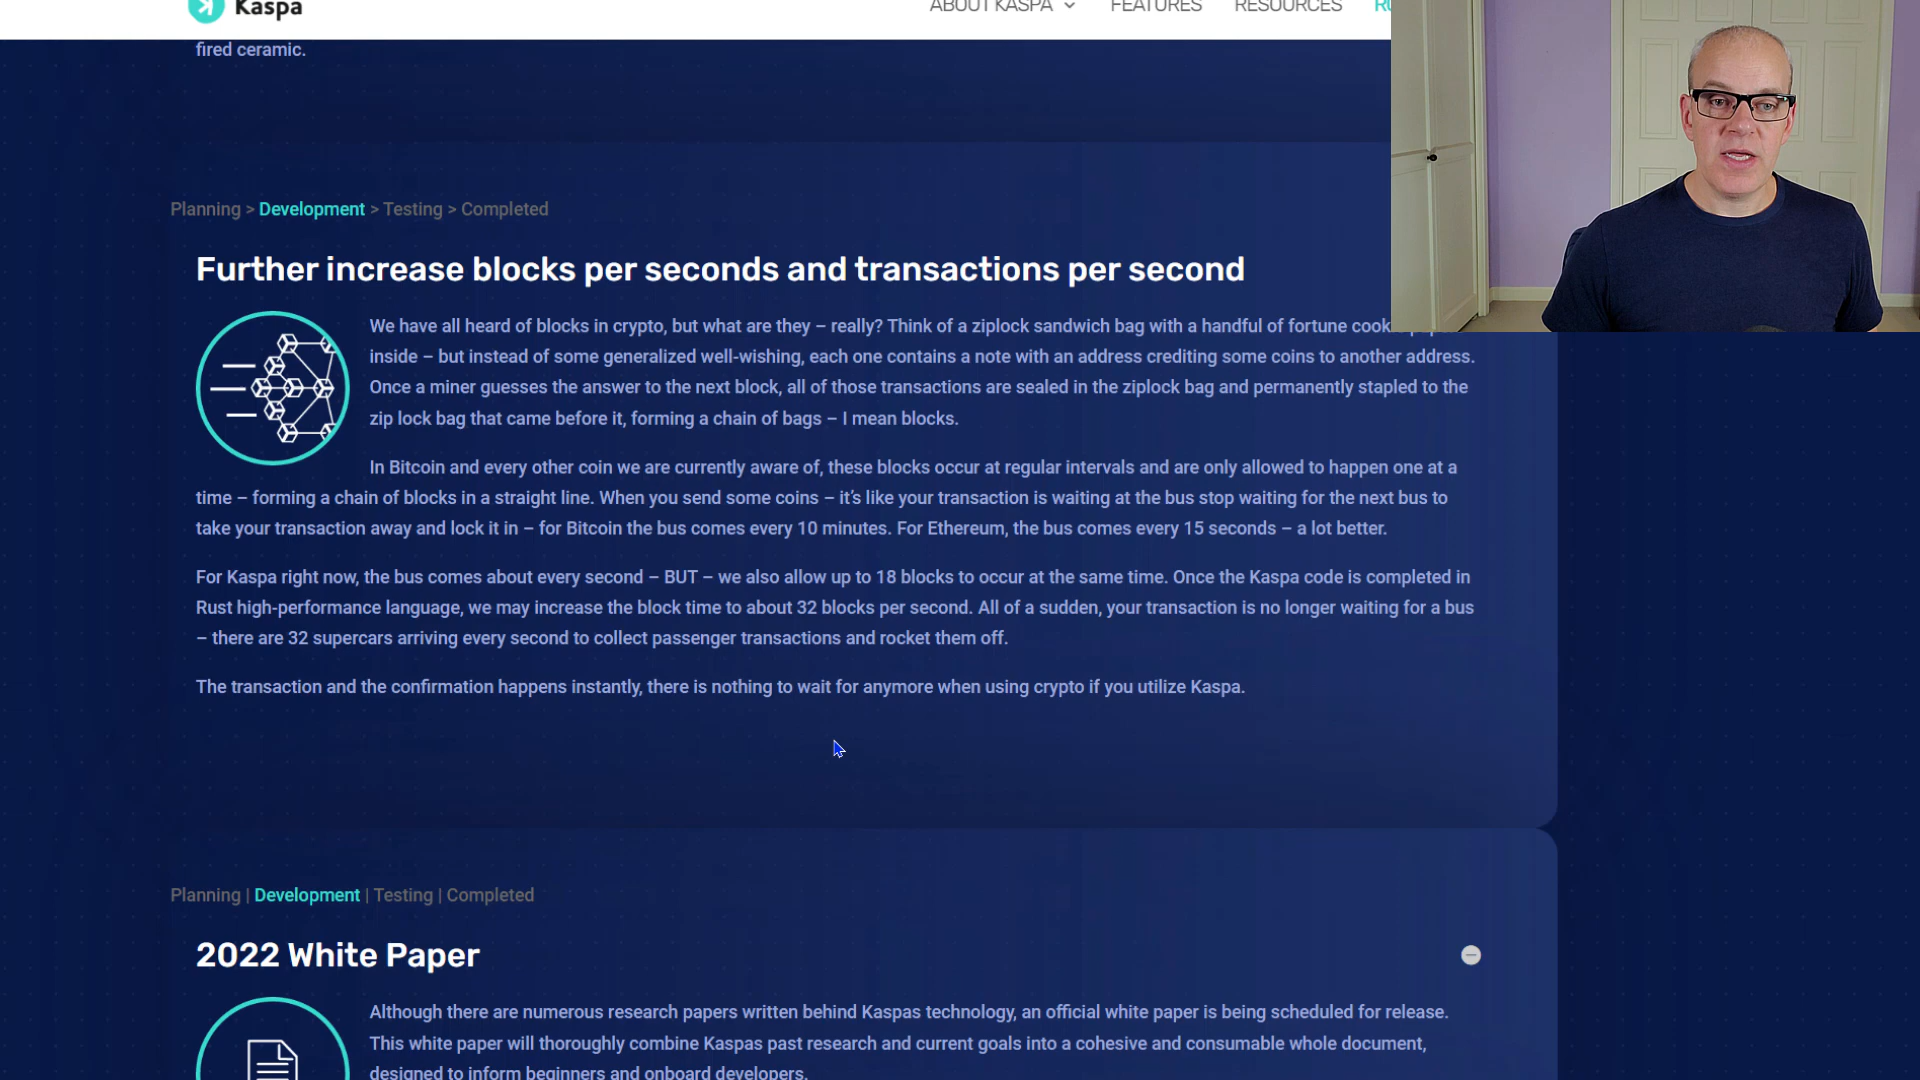 Kaspa
ABOUT KASPA
FEATURES
RESOURCES
fired ceramic.
Planning > Development > Testing > Completed
Further increase blocks per seconds and transactions per second
We have all heard of blocks in crypto, but what are they – really? Think of a ziplock sandwich bag with a handful of fortune
inside – but instead of some generalized well-wishing, each one contains a note with an address crediting some coins to another address.
Once a miner guesses the answer to the next block, all of those transactions are sealed in the ziplock bag and permanently stapled to the
zip lock bag that came before it, forming a chain of bags – I mean blocks.
In Bitcoin and every other coin we are currently aware of, these blocks occur at regular intervals and are only allowed to happen one at a
time – forming a chain of blocks in a straight line. When you send some coins – it's like your transaction is waiting at the bus stop waiting for the next bus to
take your transaction away and lock it in – for Bitcoin the bus comes every 10 minutes. For Ethereum, the bus comes every 15 seconds – a lot better.
For Kaspa right now, the bus comes about every second – BUT – we also allow up to 18 blocks to occur at the same time. Once the Kaspa code is completed in
Rust high-performance language, we may increase the block time to about 32 blocks per second. All of a sudden, your transaction is no longer waiting for a bus
– there are 32 supercars arriving every second to collect passenger transactions and rocket them off.
The transaction and the confirmation happens instantly, there is nothing to wait for anymore when using crypto if you utilize Kaspa.
Planning | Development | Testing | Completed
2022 White Paper
Although there are numerous research papers written behind Kaspas technology, an official white paper is being scheduled for release.
This white paper will thoroughly combine Kaspas past research and current goals into a cohesive and consumable whole document,
designed to inform beginners and onboard developers.